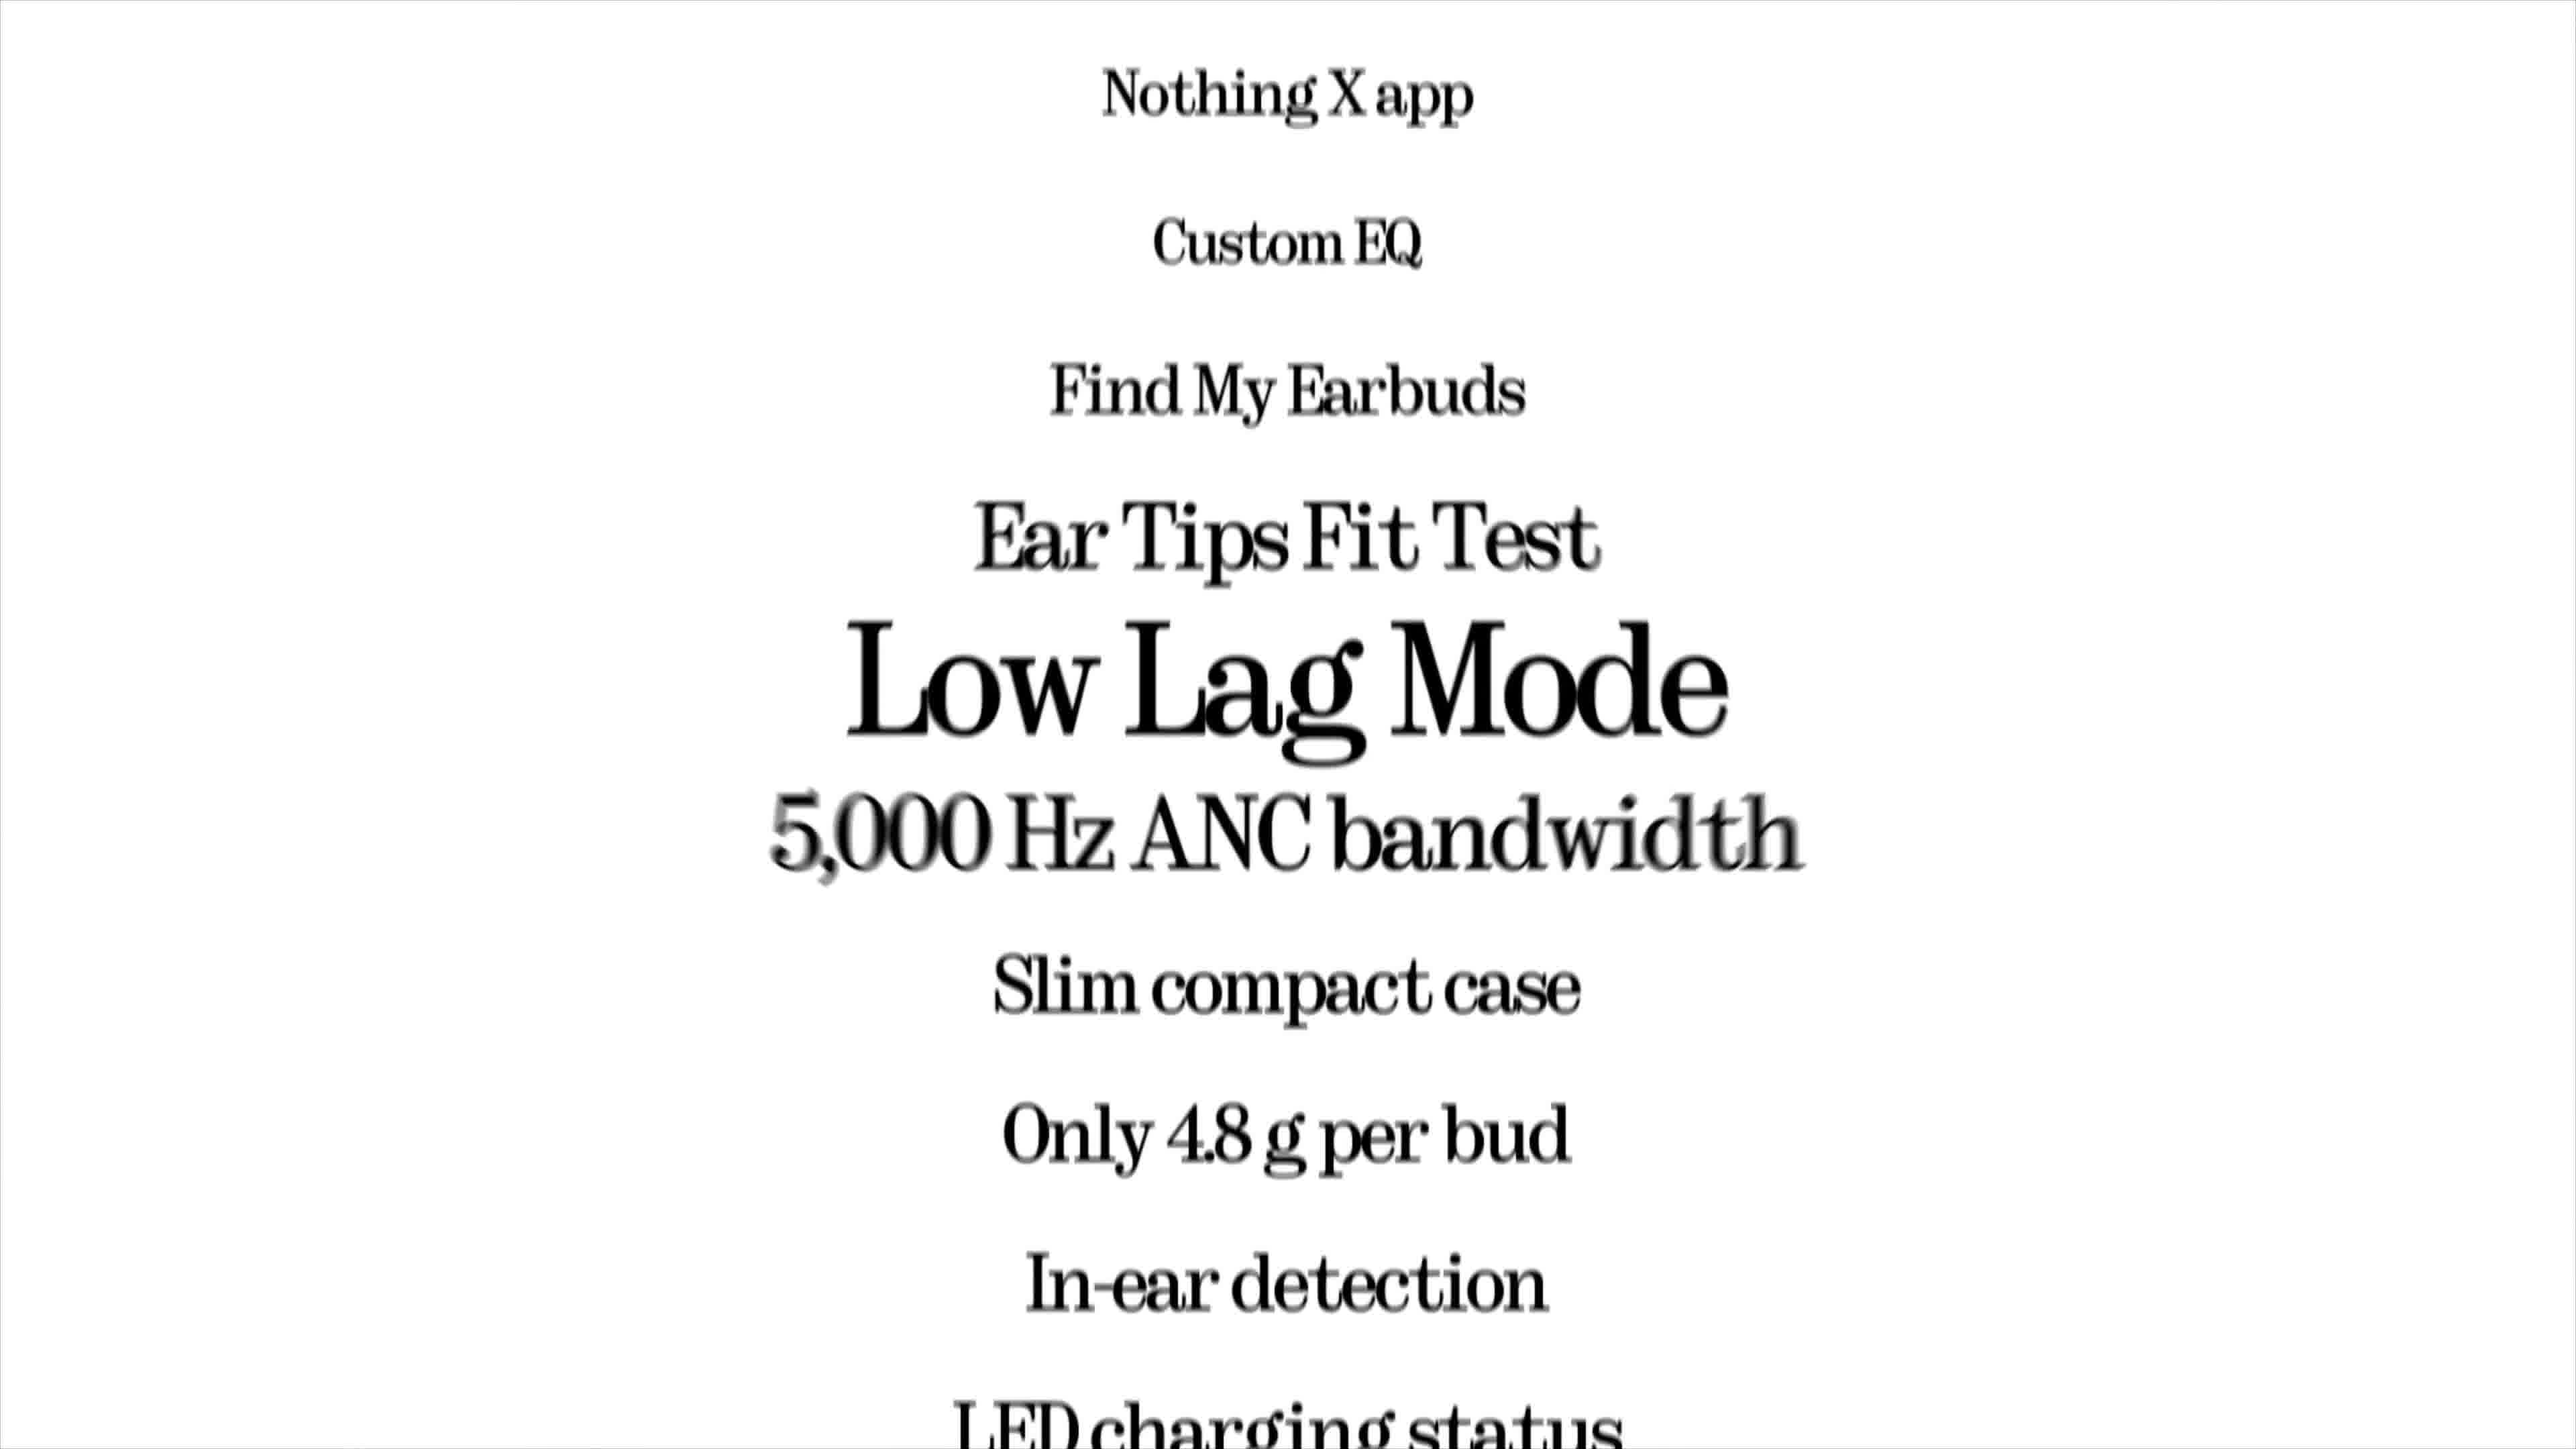 Nothing X app
Custom EQ
Find My Earbuds
Ear Tips Fit Test
Low Lag Mode
5,000 Hz ANC bandwidth
Slim compact case
Only 4.8 g per bud
In-ear detection
LED charging status